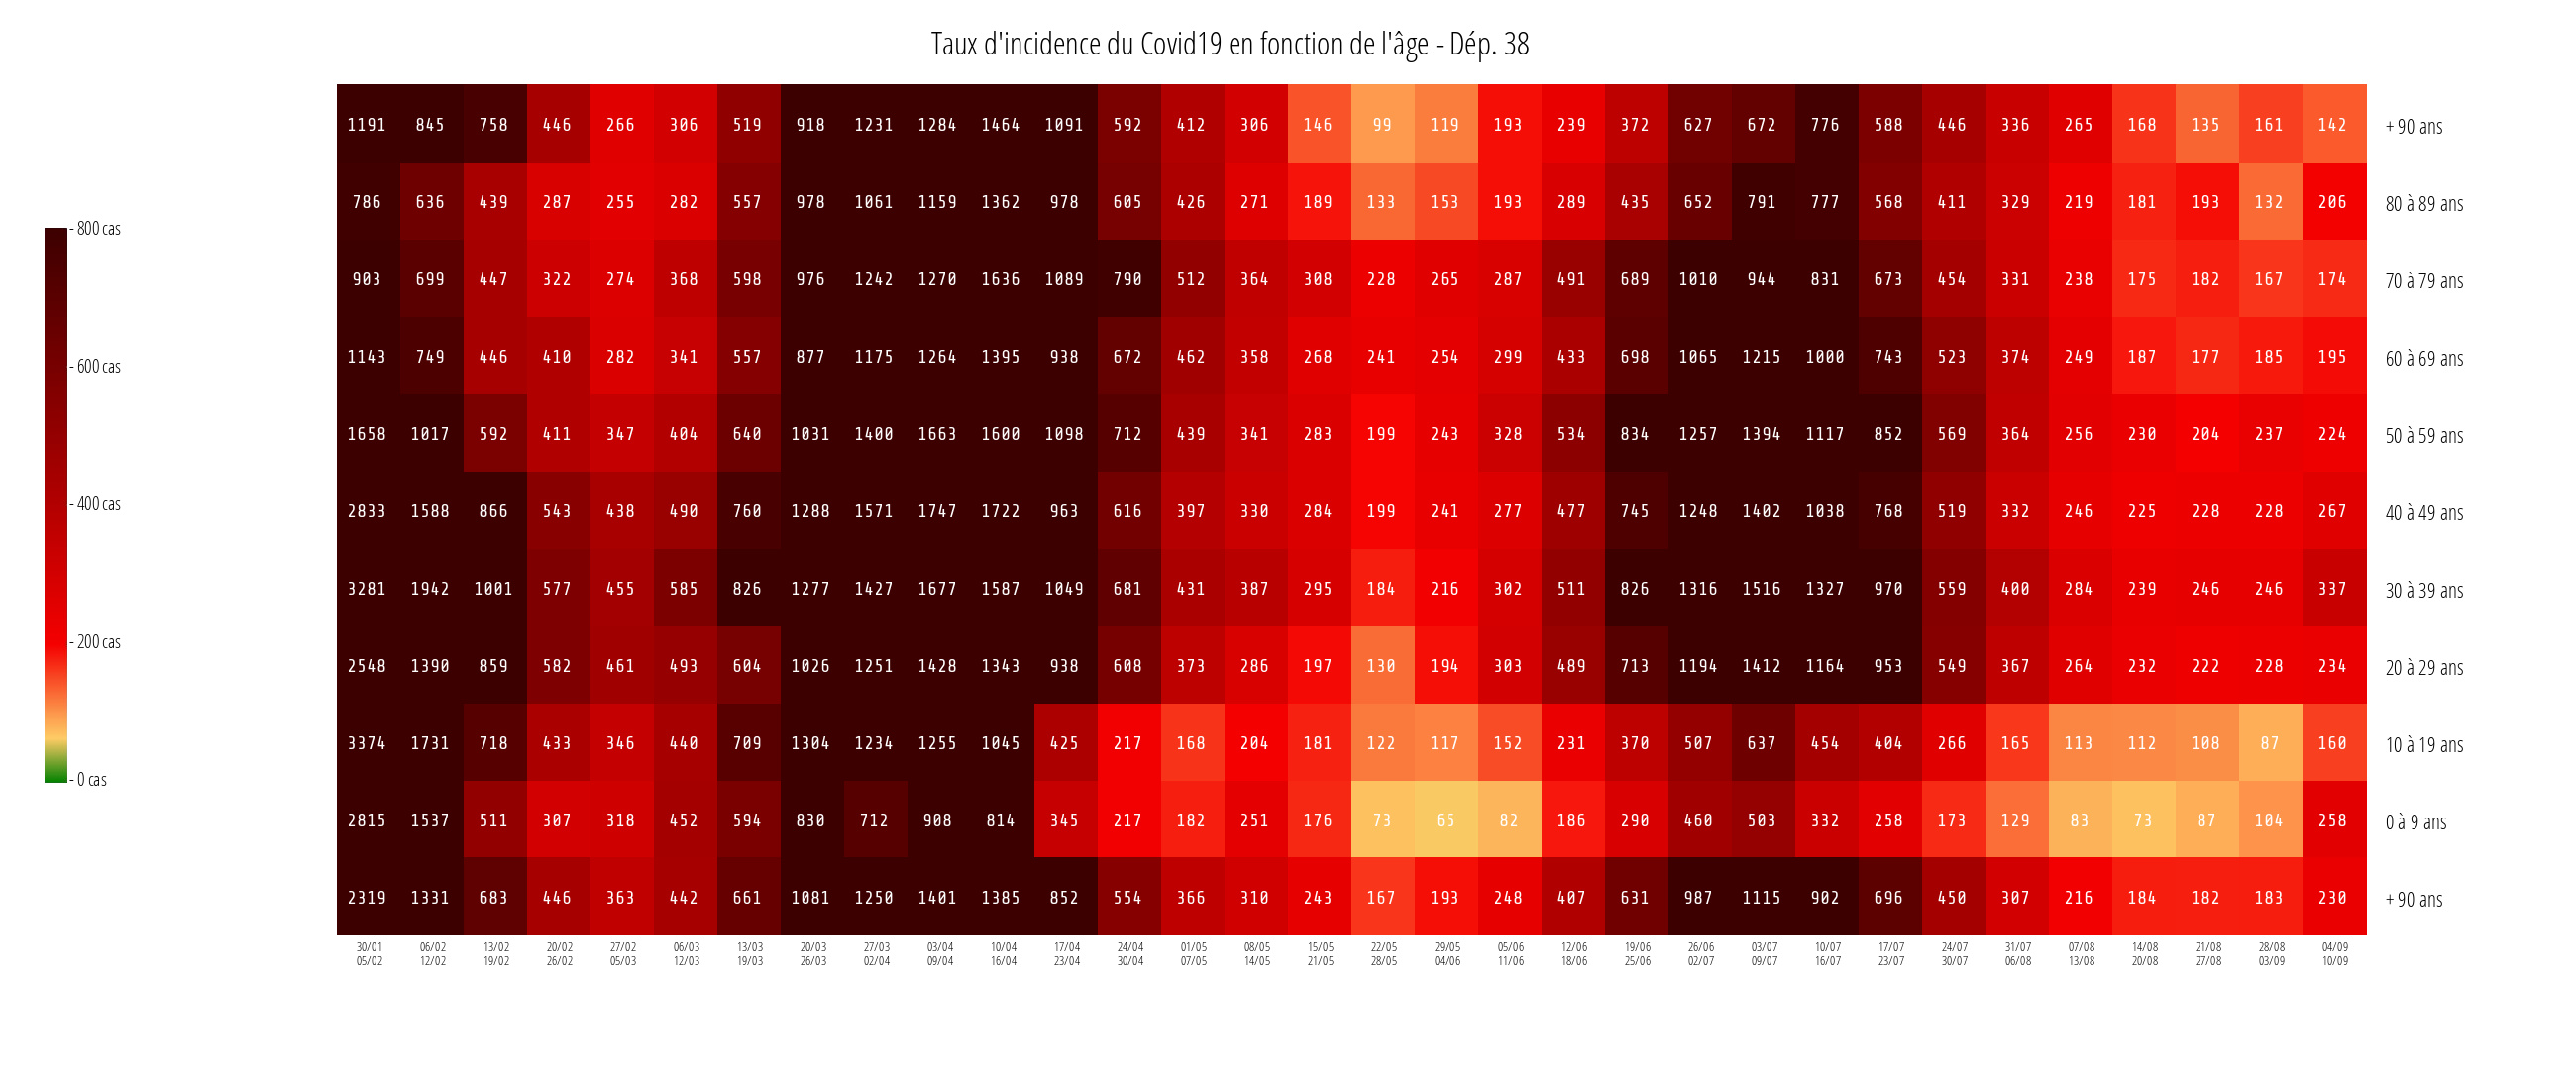 Taux d'incidence du Covid19 en fonction de l'âge - Dép. 38
- 800 cas
- 600 cas
- 400 cas
- 200 cas
- 0 cas
1191 845 758 446 266 306 519 918 1231 1284 1464 1091 592 412 306 146 99 119 193 239 372 627 672 776 588 446 336 265 168 135 161 142 + 90 ans
786 636 439 287 255 282 557 978 1061 1159 1362 978 605 426 271 189 133 153 193 289 435 652 791 777 568 411 329 219 181 193 132 206 80 à 89 ans
903 699 447 322 274 368 598 976 1242 1270 1636 1089 790 512 364 308 228 265 287 491 689 1010 944 831 673 454 331 238 175 182 167 174 70 à 79 ans
1143 749 446 410 282 341 557 877 1175 1264 1395 938 672 462 358 268 241 254 299 433 698 1065 1215 1000 743 523 374 249 187 177 185 195 60 à 69 ans
1658 1017 592 411 347 404 640 1031 1400 1663 1600 1098 712 439 341 283 199 243 328 534 834 1257 1394 1117 852 569 364 256 230 204 237 224 50 à 59 ans
2833 1588 866 543 438 490 760 1288 1571 1747 1722 963 616 397 330 284 199 241 277 477 745 1248 1402 1038 768 519 332 246 225 228 228 267 40 à 49 ans
3281 1942 1001 577 455 585 826 1277 1427 1677 1587 1049 681 431 387 295 184 216 302 511 826 1316 1516 1327 970 559 400 284 239 246 246 337 30 à 39 ans
2548 1390 859 582 461 493 604 1026 1251 1428 1343 938 608 373 286 197 130 194 303 489 713 1194 1412 1164 953 549 367 264 232 222 228 234 20 à 29 ans
3374 1731 718 433 346 440 709 1304 1234 1255 1045 425 217 168 204 181 122 117 152 231 370 507 637 454 404 266 165 113 112 108 87 160 10 à 19 ans
2815 1537 511 307 318 452 594 830 712 908 814 345 217 182 251 176 73 65 82 186 290 460 503 332 258 173 129 83 73 87 104 258 0 à 9 ans
2319 1331 683 446 363 442 661 1081 1250 1401 1385 852 554 366 310 243 167 193 248 407 631 987 1115 902 696 450 307 216 184 182 183 230 + 90 ans
30/01 06/02 13/02 20/02 27/02 06/03 13/03 20/03 27/03 03/04 10/04 17/04 24/04 01/05 08/05 15/05 22/05 29/05 05/06 12/06 19/06 26/06 03/07 10/07 17/07 24/07 31/07 07/08 14/08 21/08 28/08 04/09
05/02 12/02 19/02 26/02 05/03 12/03 19/03 26/03 02/04 09/04 16/04 23/04 30/04 07/05 14/05 21/05 28/05 04/06 11/06 18/06 25/06 02/07 09/07 16/07 23/07 30/07 06/08 13/08 20/08 27/08 03/09 10/09